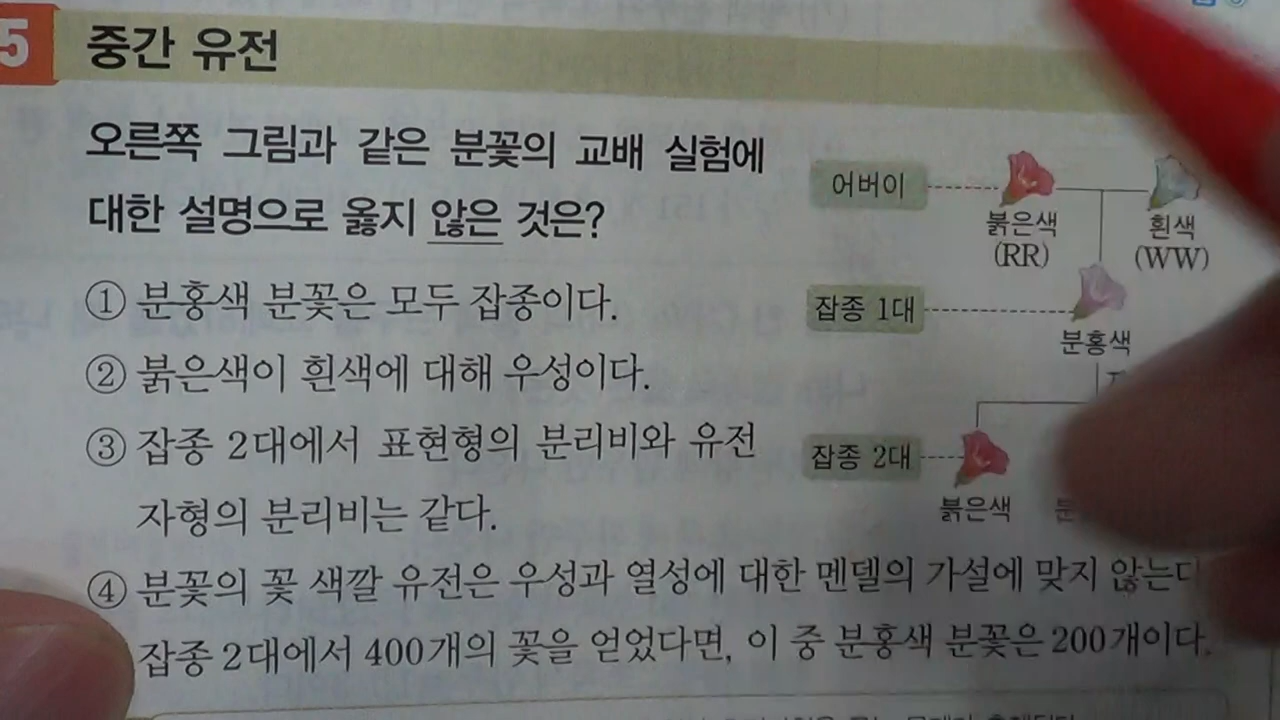 5 중간 유전
오른쪽 그림과 같은 분꽃의 교배 실험에
대한 설명으로 옳지 않은 것은?
① 분홍색 분꽃은 모두 잡종이다.
② 붉은색이 흰색에 대해 우성이다.
③ 잡종 2대에서 표현형의 분리비와 유전
자형의 분리비는 같다.
④ 분꽃의 꽃 색깔 유전은 우성과 열성에 대한 멘델의 가설에 맞지 않는다
잡종 2대에서 400개의 꽃을 얻었다면, 이 중 분홍색 분꽃은 200개이다.
어버이
붉은색 흰색
(RR) (WW)
잡종 1대
분홍색
잡종 2대
붉은색